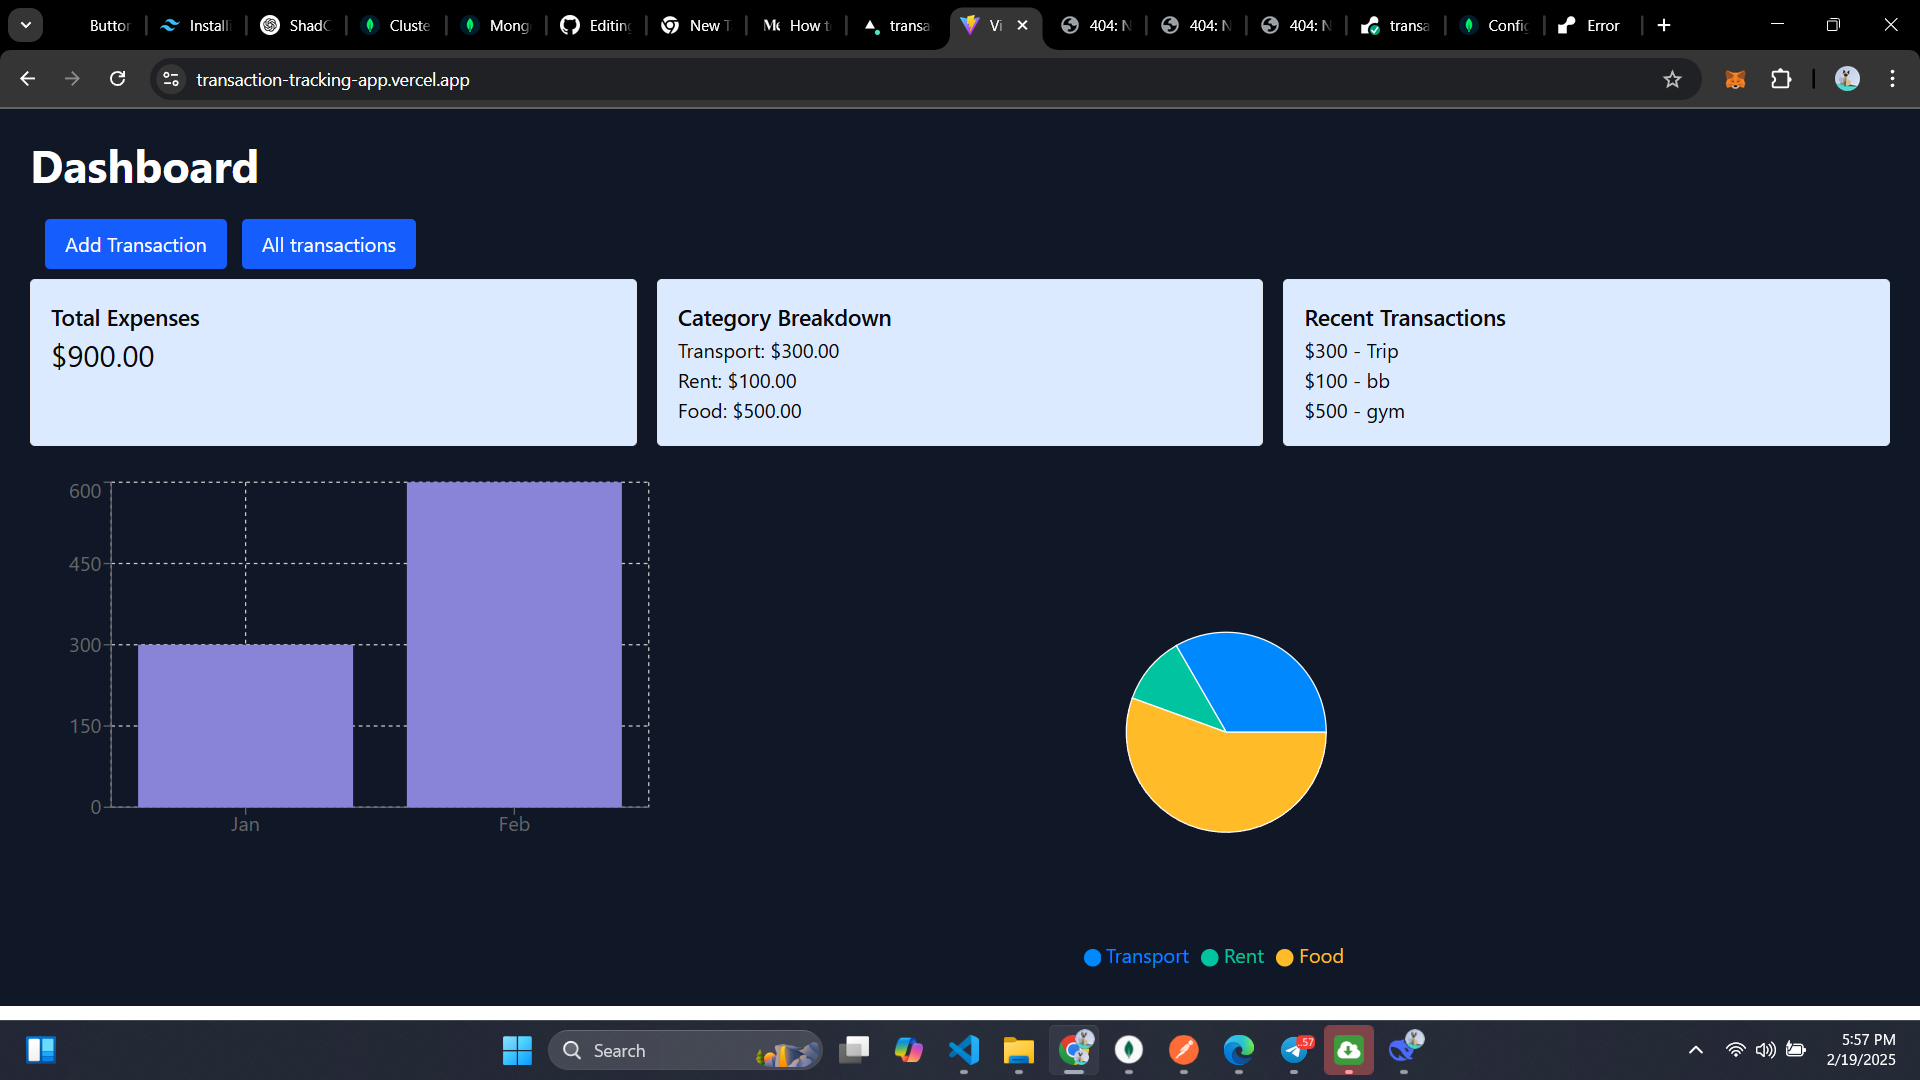 Buttor
Installi
ShadC
Cluste
Mong
Editing
New T
How to
transa
Vi
404: N
404: N
404: N
transa
Config
Error
transaction-tracking-app.vercel.app
Dashboard
Add Transaction
All transactions
Total Expenses
$900.00
Category Breakdown
Transport: $300.00
Rent: $100.00
Food: $500.00
Recent Transactions
$300 - Trip
$100 - bb
$500 - gym
600
450
300
150
0
Jan
Feb
Transport
Rent
Food
Search
57
5:57 PM
2/19/2025